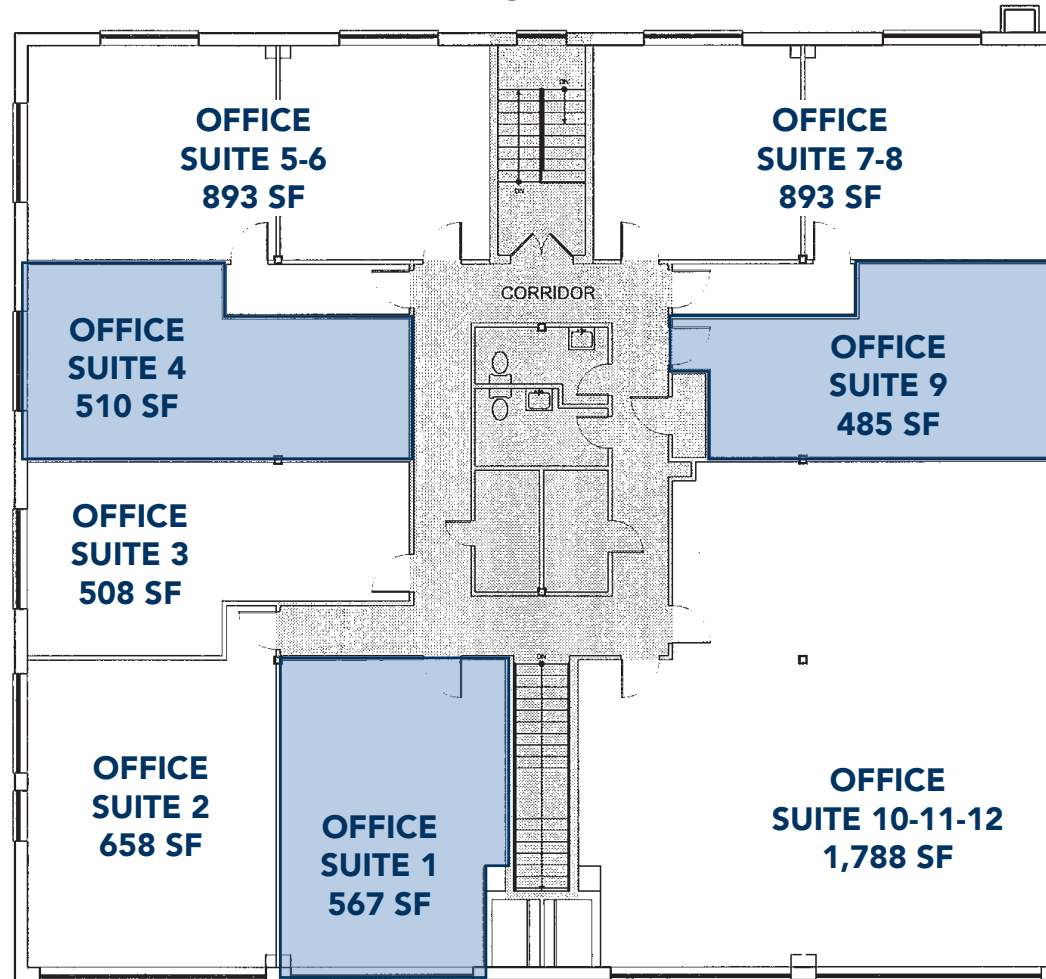 OFFICE
SUITE 5-6
893 SF
OFFICE
SUITE 7-8
893 SF
DN
CORRIDOR
OFFICE
SUITE 4
510 SF
OFFICE
SUITE 9
485 SF
OFFICE
SUITE 3
508 SF
DN
OFFICE
SUITE 2
658 SF
OFFICE
SUITE 1
567 SF
OFFICE
SUITE 10-11-12
1,788 SF